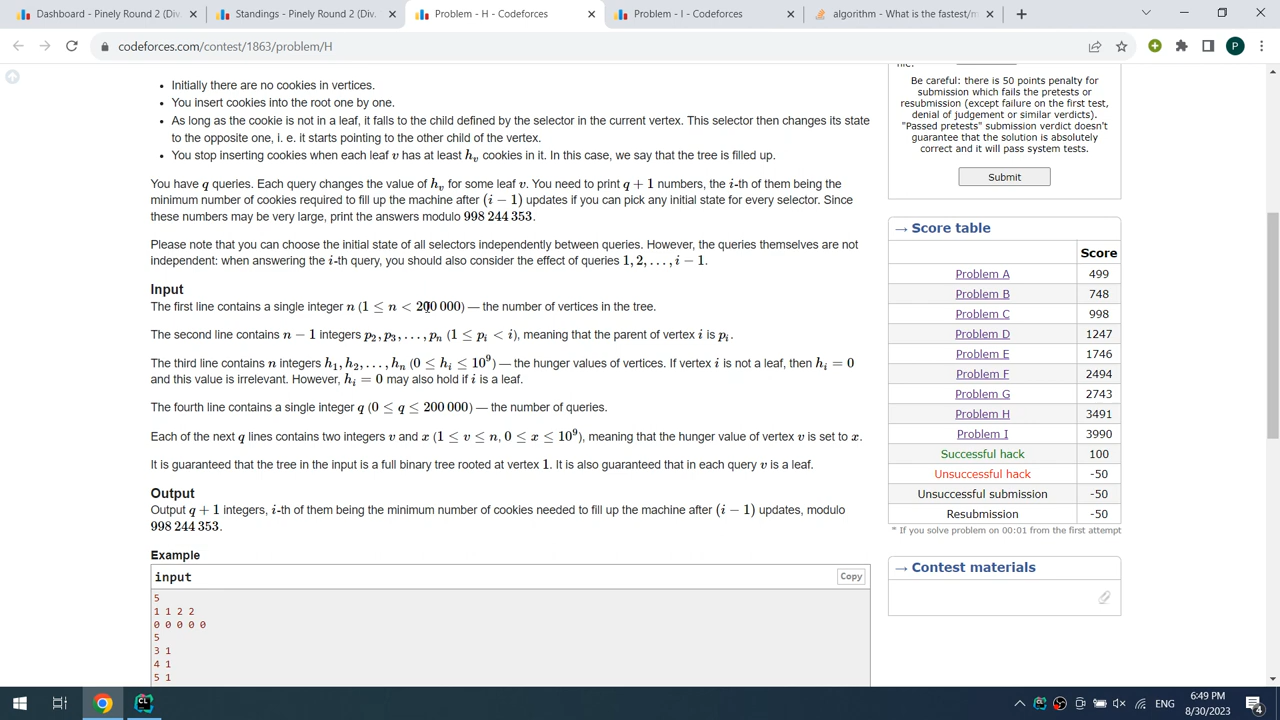 Dashboard - Pinely Round 2 (Div.
Standings - Pinely Round 2 (Div.
Problem - H - Codeforces
Problem - I - Codeforces
algorithm - What is the fastest/m
codeforces.com/contest/1863/problem/H
P
• Initially there are no cookies in vertices.
• You insert cookies into the root one by one.
• As long as the cookie is not in a leaf, it falls to the child defined by the selector in the current vertex. This selector then changes its state
to the opposite one, i. e. it starts pointing to the other child of the vertex.
• You stop inserting cookies when each leaf v has at least h_v cookies in it. In this case, we say that the tree is filled up.
You have q queries. Each query changes the value of h_v for some leaf v. You need to print q + 1 numbers, the i-th of them being the
minimum number of cookies required to fill up the machine after (i − 1) updates if you can pick any initial state for every selector. Since
these numbers may be very large, print the answers modulo 998 244 353.
Please note that you can choose the initial state of all selectors independently between queries. However, the queries themselves are not
independent: when answering the i-th query, you should also consider the effect of queries 1, 2, . . . , i − 1.
Input
The first line contains a single integer n (1 ≤ n < 200 000) — the number of vertices in the tree.
The second line contains n − 1 integers p_2, p_3, . . . , p_n (1 ≤ p_i < i), meaning that the parent of vertex i is p_i.
The third line contains n integers h_1, h_2, . . . , h_n (0 ≤ h_i ≤ 10^9) — the hunger values of vertices. If vertex i is not a leaf, then h_i = 0
and this value is irrelevant. However, h_i = 0 may also hold if i is a leaf.
The fourth line contains a single integer q (0 ≤ q ≤ 200 000) — the number of queries.
Each of the next q lines contains two integers v and x (1 ≤ v ≤ n, 0 ≤ x ≤ 10^9), meaning that the hunger value of vertex v is set to x.
It is guaranteed that the tree in the input is a full binary tree rooted at vertex 1. It is also guaranteed that in each query v is a leaf.
Output
Output q + 1 integers, i-th of them being the minimum number of cookies needed to fill up the machine after (i − 1) updates, modulo
998 244 353.
Example
input
Copy
5
1 1 2 2
0 0 0 0 0
5
3 1
4 1
5 1
Be careful: there is 50 points penalty for
submission which fails the pretests or
resubmission (except failure on the first test,
denial of judgement or similar verdicts).
"Passed pretests" submission verdict doesn't
guarantee that the solution is absolutely
correct and it will pass system tests.
Submit
→ Score table
Score
Problem A 499
Problem B 748
Problem C 998
Problem D 1247
Problem E 1746
Problem F 2494
Problem G 2743
Problem H 3491
Problem I 3990
Successful hack 100
Unsuccessful hack -50
Unsuccessful submission -50
Resubmission -50
* If you solve problem on 00:01 from the first attempt
→ Contest materials
CL
CL
ENG
6:49 PM
8/30/2023
4